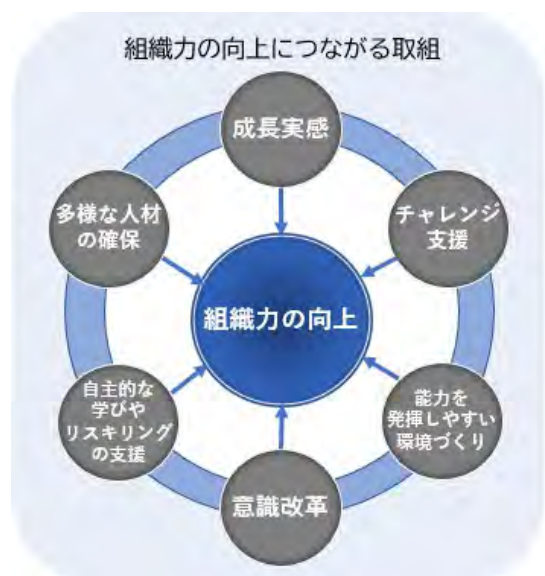 組織力の向上につながる取組
成長実感
多様な人材
の確保
チャレンジ
支援
組織力の向上
自主的な
学びや
リスキリング
の支援
能力を
発揮しやすい
環境づくり
意識改革